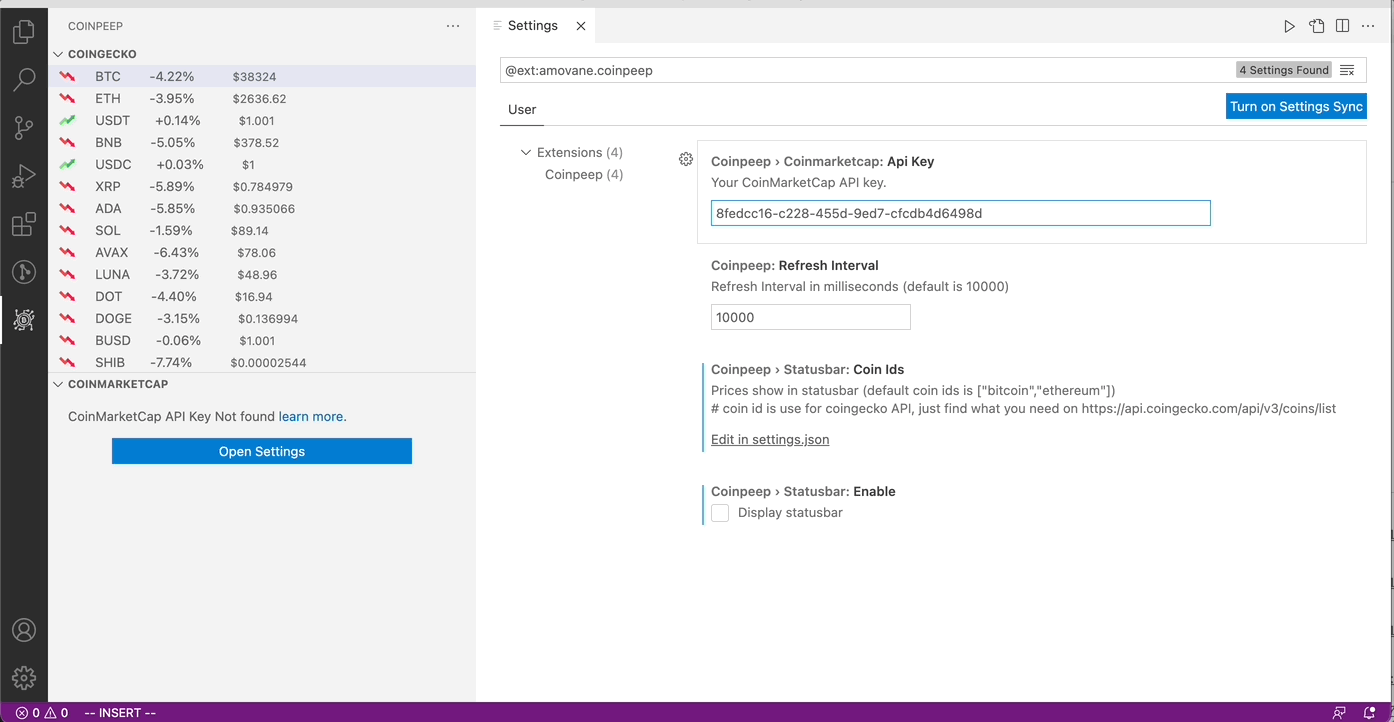 COINPEEP
COINGECKO
BTC -4.22% $38324
ETH -3.95% $2636.62
USDT +0.14% $1.001
BNB -5.05% $378.52
USDC +0.03% $1
XRP -5.89% $0.784979
ADA -5.85% $0.935066
SOL -1.59% $89.14
AVAX -6.43% $78.06
LUNA -3.72% $48.96
DOT -4.40% $16.94
DOGE -3.15% $0.136994
BUSD -0.06% $1.001
SHIB -7.74% $0.00002544
COINMARKETCAP
CoinMarketCap API Key Not found learn more.
Open Settings
Settings
@ext:amovane.coinpeep
4 Settings Found
User
Turn on Settings Sync
Extensions (4)
Coinpeep (4)
Coinpeep › Coinmarketcap: Api Key
Your CoinMarketCap API key.
8fedcc16-c228-455d-9ed7-cfcdb4d6498d
Coinpeep: Refresh Interval
Refresh Interval in milliseconds (default is 10000)
10000
Coinpeep › Statusbar: Coin Ids
Prices show in statusbar (default coin ids is ["bitcoin","ethereum"])
# coin id is use for coingecko API, just find what you need on https://api.coingecko.com/api/v3/coins/list
Edit in settings.json
Coinpeep › Statusbar: Enable
Display statusbar
0 0 -- INSERT --